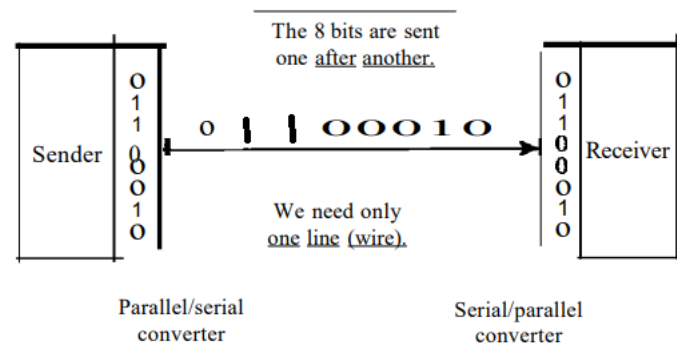 The 8 bits are sent
one after another.
0
1
1
0
0
0
1
0
Sender
0 1 1 0 0 0 1 0
0
1
1
0
0
0
1
0
Receiver
We need only
one line (wire).
Parallel/serial
converter
Serial/parallel
converter